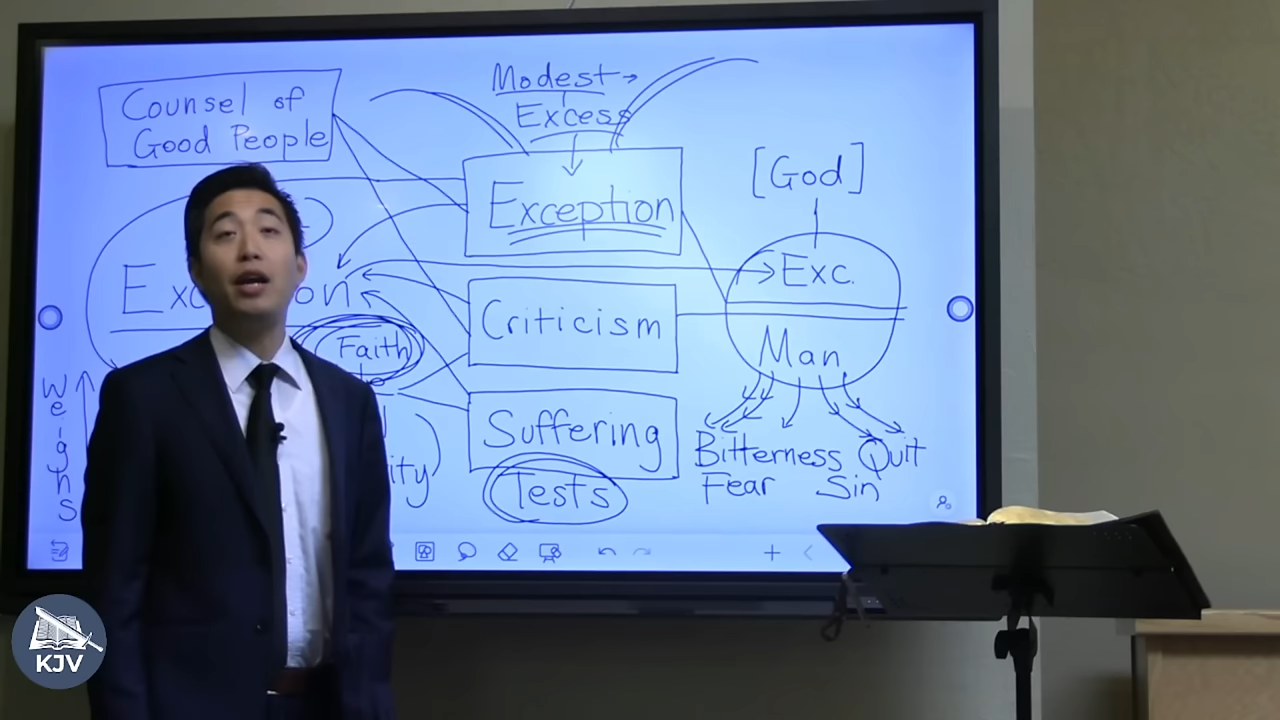 Counsel of
Good People
Modest →
Excess
Exception
[God]
Exc.
Man
Criticism
Faith
Suffering
Tests
Weighs
Bitterness Quit
Fear Sin
KJV